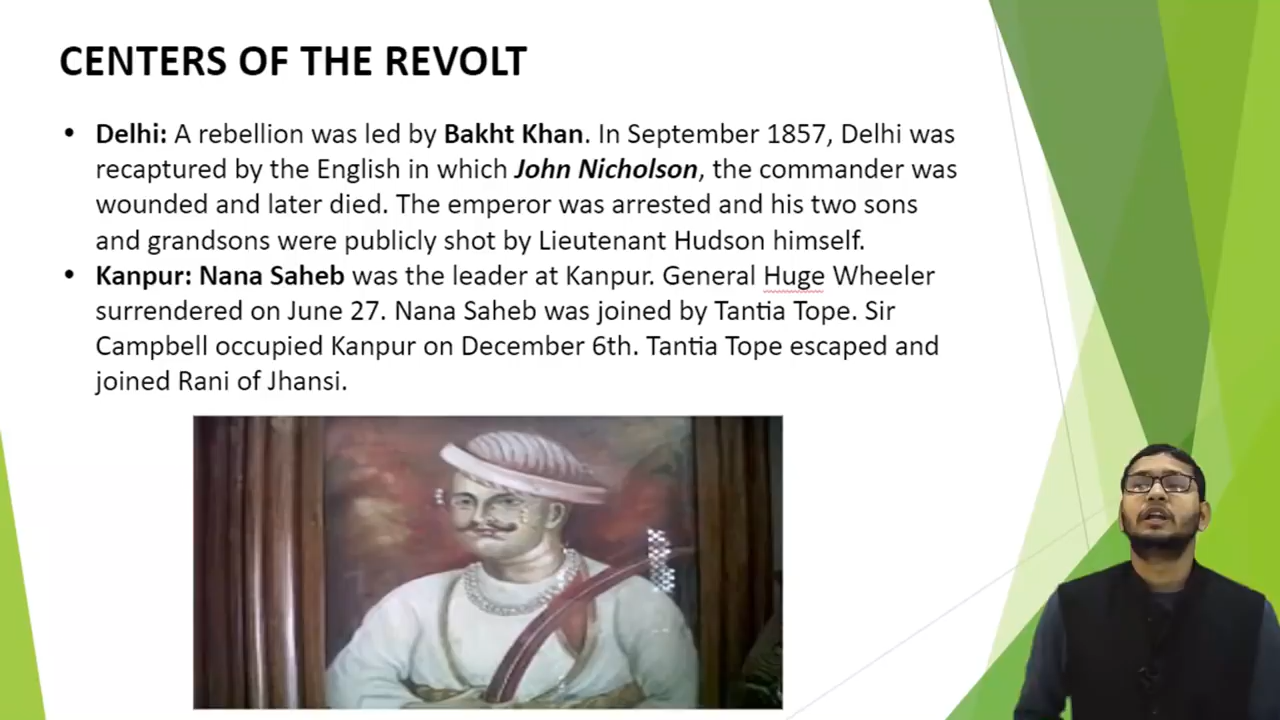 CENTERS OF THE REVOLT
• Delhi: A rebellion was led by Bakht Khan. In September 1857, Delhi was
recaptured by the English in which John Nicholson, the commander was
wounded and later died. The emperor was arrested and his two sons
and grandsons were publicly shot by Lieutenant Hudson himself.
• Kanpur: Nana Saheb was the leader at Kanpur. General Huge Wheeler
surrendered on June 27. Nana Saheb was joined by Tantia Tope. Sir
Campbell occupied Kanpur on December 6th. Tantia Tope escaped and
joined Rani of Jhansi.